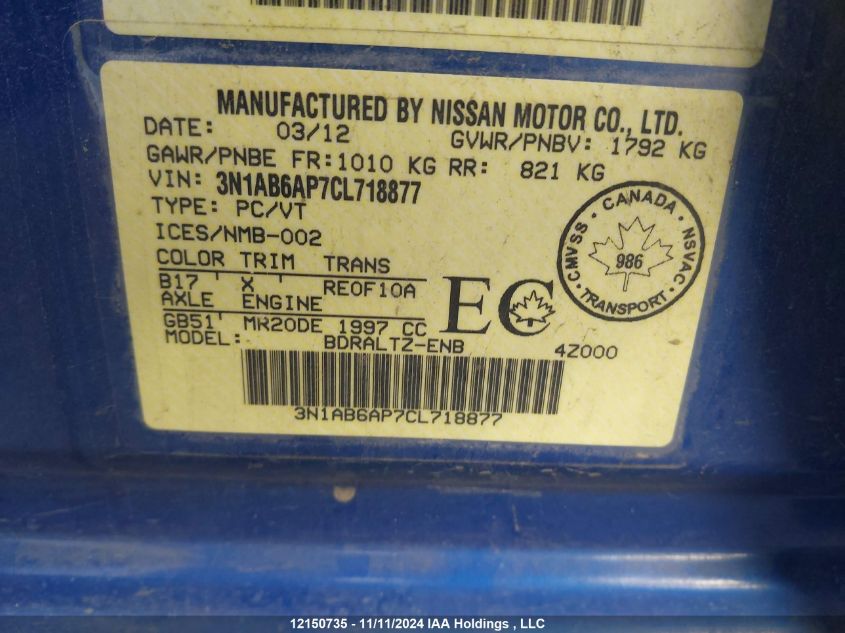 MANUFACTURED BY NISSAN MOTOR CO., LTD.
DATE: 03/12 GVWR/PNBV: 1792 KG
GAWR/PNBE FR:1010 KG RR: 821 KG
VIN: 3N1AB6AP7CL718877
TYPE: PC/VT
ICES/NMB-002
COLOR TRIM TRANS
B17 X RE0F10A
AXLE ENGINE
GB51 MR20DE 1997 CC
MODEL: BDRALTZ-ENB 4Z000
EC
CANADA
CMVSS NSVAC
986
TRANSPORT
3N1AB6AP7CL718877
12150735 - 11/11/2024 IAA Holdings , LLC